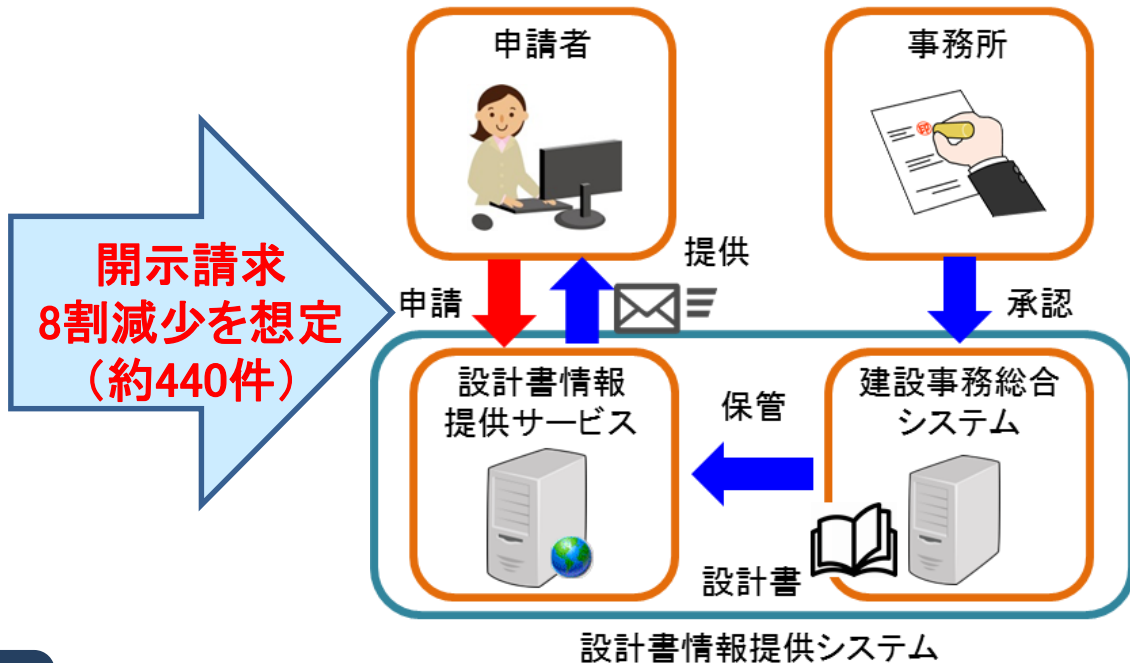 申請者
事務所
印
開示請求
8割減少を想定
（約440件）
申請
提供
承認
設計書情報
提供サービス
保管
建設事務総合
システム
設計書
設計書情報提供システム